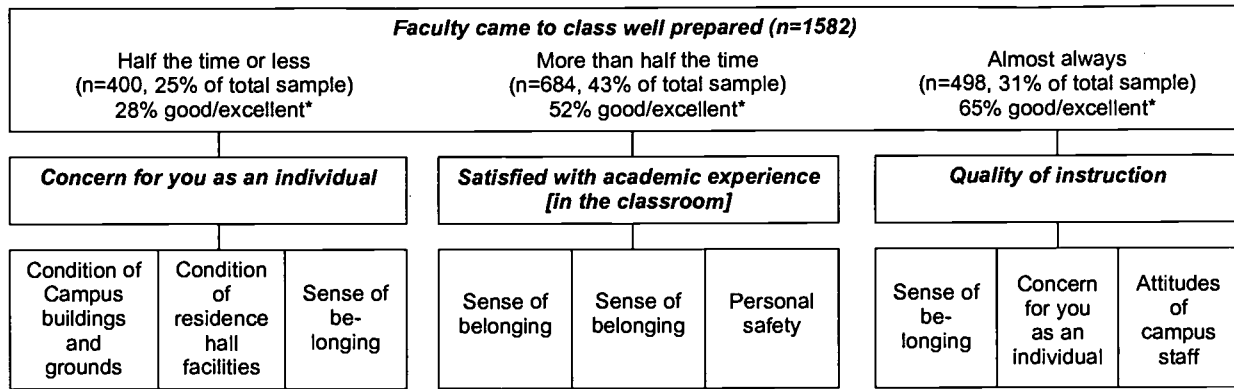 Faculty came to class well prepared (n=1582)
Half the time or less
(n=400, 25% of total sample)
28% good/excellent*
More than half the time
(n=684, 43% of total sample)
52% good/excellent*
Almost always
(n=498, 31% of total sample)
65% good/excellent*
Concern for you as an individual
Satisfied with academic experience
[in the classroom]
Quality of instruction
Condition of
Campus
buildings
and
grounds
Condition
of
residence
hall
facilities
Sense of
be-
longing
Sense of
belonging
Sense of
belonging
Personal
safety
Sense of
be-
longing
Concern
for you
as an
individual
Attitudes
of
campus
staff